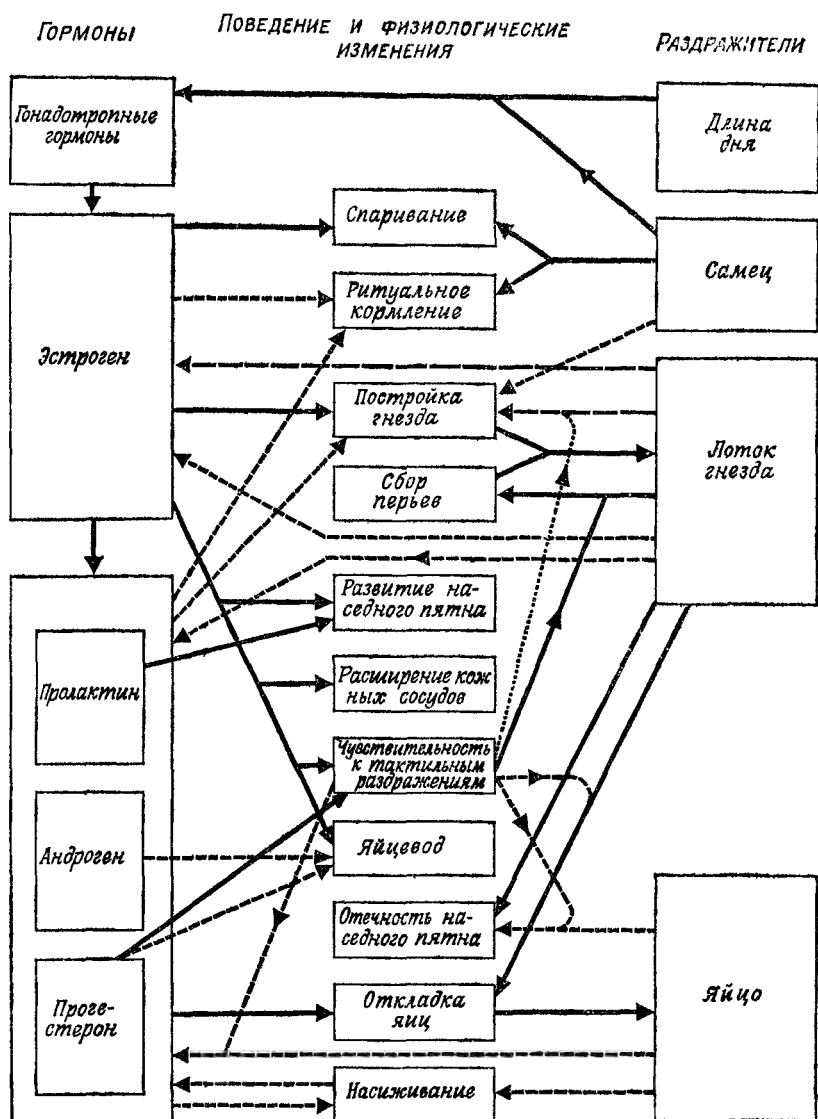 ГОРМОНЫ
ПОВЕДЕНИЕ И ФИЗИОЛОГИЧЕСКИЕ
ИЗМЕНЕНИЯ
РАЗДРАЖИТЕЛИ
Гонадотропные
гормоны
Длина
дня
Эстроген
Спаривание
Самец
Ритуальное
кормление
Постройка
гнезда
Лоток
гнезда
Сбор
перьев
Развитие на-
седного пятна
Пролактин
Расширение кож
ных сосудов
Чувствительность
к тактильным
раздражениям
Андроген
Яйцевод
Отечность на-
седного пятна
Проге-
стерон
Откладка
яиц
Яйцо
Насиживание